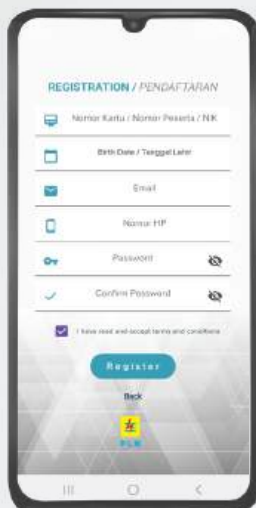 REGISTRATION / PENDAFTARAN
Nomor Kartu / Nomor Peserta / NIK
Birth Date / Tanggal Lahir
Email
Nomor HP
Password
Confirm Password
I have read and accept terms and conditions
Register
Back
PLN